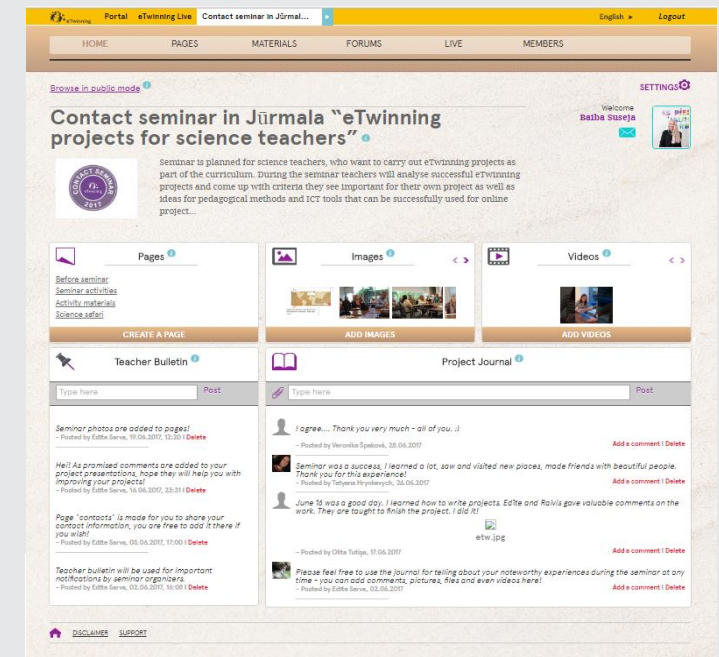 eTwinning Portal eTwinning Live Contact seminar in Jūrmal... English Logout
HOME PAGES MATERIALS FORUMS LIVE MEMBERS
Browse in public mode
SETTINGS
Contact seminar in Jūrmala “eTwinning
projects for science teachers”
Welcome
Baiba Suseja
CONTACT SEMINAR
eTwinning
2017
Seminar is planned for science teachers, who want to carry out eTwinning projects as
part of the curriculum. During the seminar teachers will analyse successful eTwinning
projects and come up with criteria they see important for their own project as well as
ideas for pedagogical methods and ICT tools that can be successfully used for online
project...
Pages
Before seminar
Seminar activities
Activity materials
Science safari
CREATE A PAGE
Images
ADD IMAGES
Videos
ADD VIDEOS
Teacher Bulletin
Type here Post
Seminar photos are added to pages!
- Posted by Edīte Sarva, 19.06.2017, 12:20 | Delete
Hei! As promised comments are added to your
project presentations, hope they will help you with
improving your projects!
- Posted by Edīte Sarva, 16.06.2017, 23:31 | Delete
Page "contacts" is made for you to share your
contact information, you are free to add it there if
you wish!
- Posted by Edīte Sarva, 05.06.2017, 17:00 | Delete
Teacher bulletin will be used for important
notifications by seminar organizers.
- Posted by Edīte Sarva, 02.06.2017, 16:00 | Delete
Project Journal
Type here Post
I agree.... Thank you very much - all of you. :)
- Posted by Veronika Špaková, 28.06.2017 Add a comment | Delete
Seminar was a success, I learned a lot, saw and visited new places, made friends with beautiful people.
Thank you for this experience!
- Posted by Tetyana Hrynkevych, 26.06.2017 Add a comment | Delete
June 16 was a good day. I learned how to write projects. Edīte and Raivis gave valuable comments on the
work. They are taught to finish the project. I did it!
etw.jpg
- Posted by Olita Tutiņa, 17.06.2017 Add a comment | Delete
Please feel free to use the journal for telling about your noteworthy experiences during the seminar at any
time - you can add comments, pictures, files and even videos here!
- Posted by Edīte Sarva, 02.06.2017 Add a comment | Delete
DISCLAIMER SUPPORT